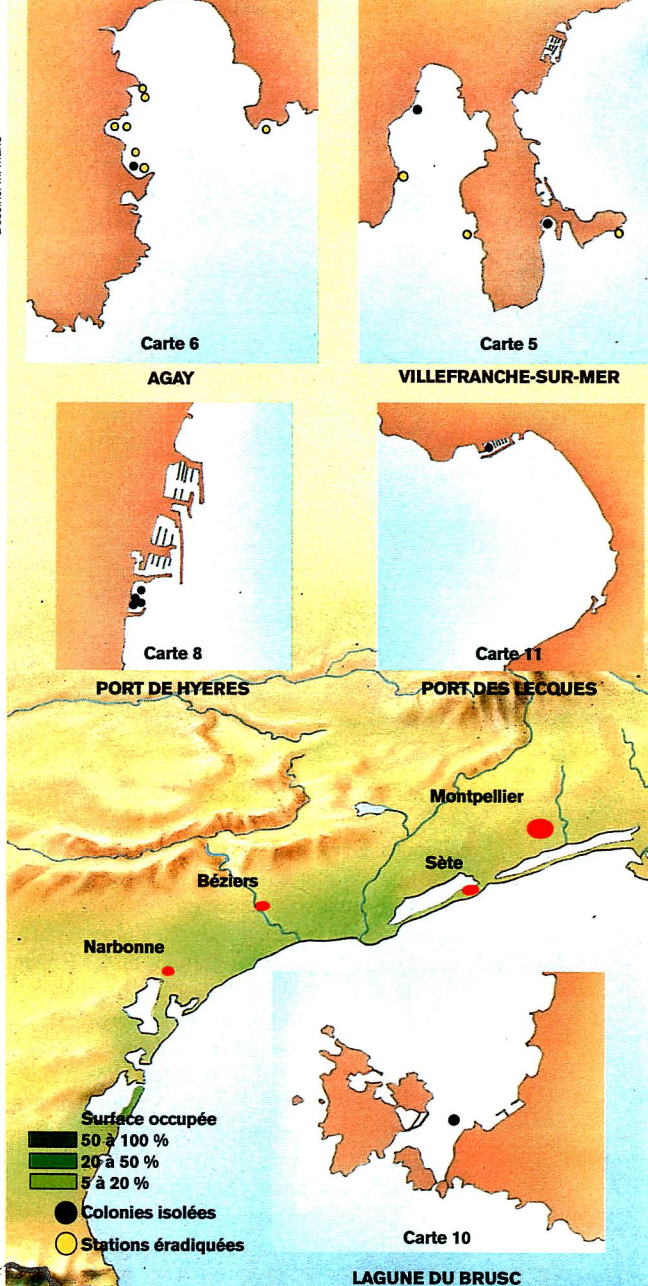 Carte 6
AGAY
Carte 5
VILLEFRANCHE-SUR-MER
Carte 8
PORT DE HYERES
Carte 11
PORT DES LECQUES
Montpellier
Sète
Béziers
Narbonne
Surface occupée
50 à 100 %
20 à 50 %
5 à 20 %
Colonies isolées
Stations éradiquées
Carte 10
LAGUNE DU BRUSC